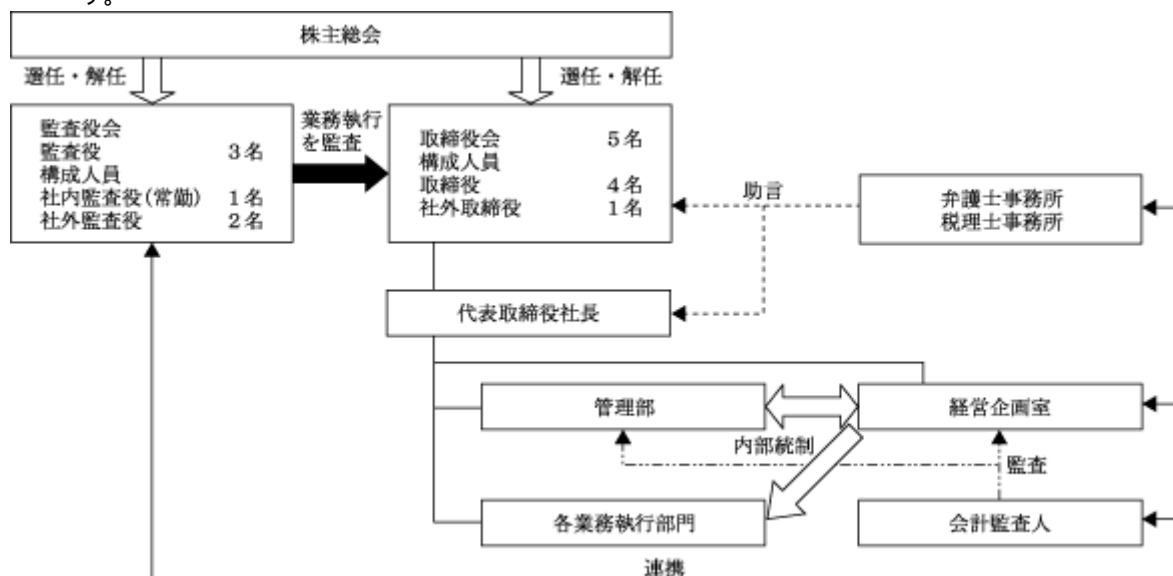 す。
株主総会
選任・解任
選任・解任
監査役会
監査役 3名
構成人員
社内監査役(常勤) 1名
社外監査役 2名
業務執行
を監査
取締役会 5名
構成人員
取締役 4名
社外取締役 1名
助言
弁護士事務所
税理士事務所
代表取締役社長
管理部
経営企画室
内部統制
監査
各業務執行部門
会計監査人
連携